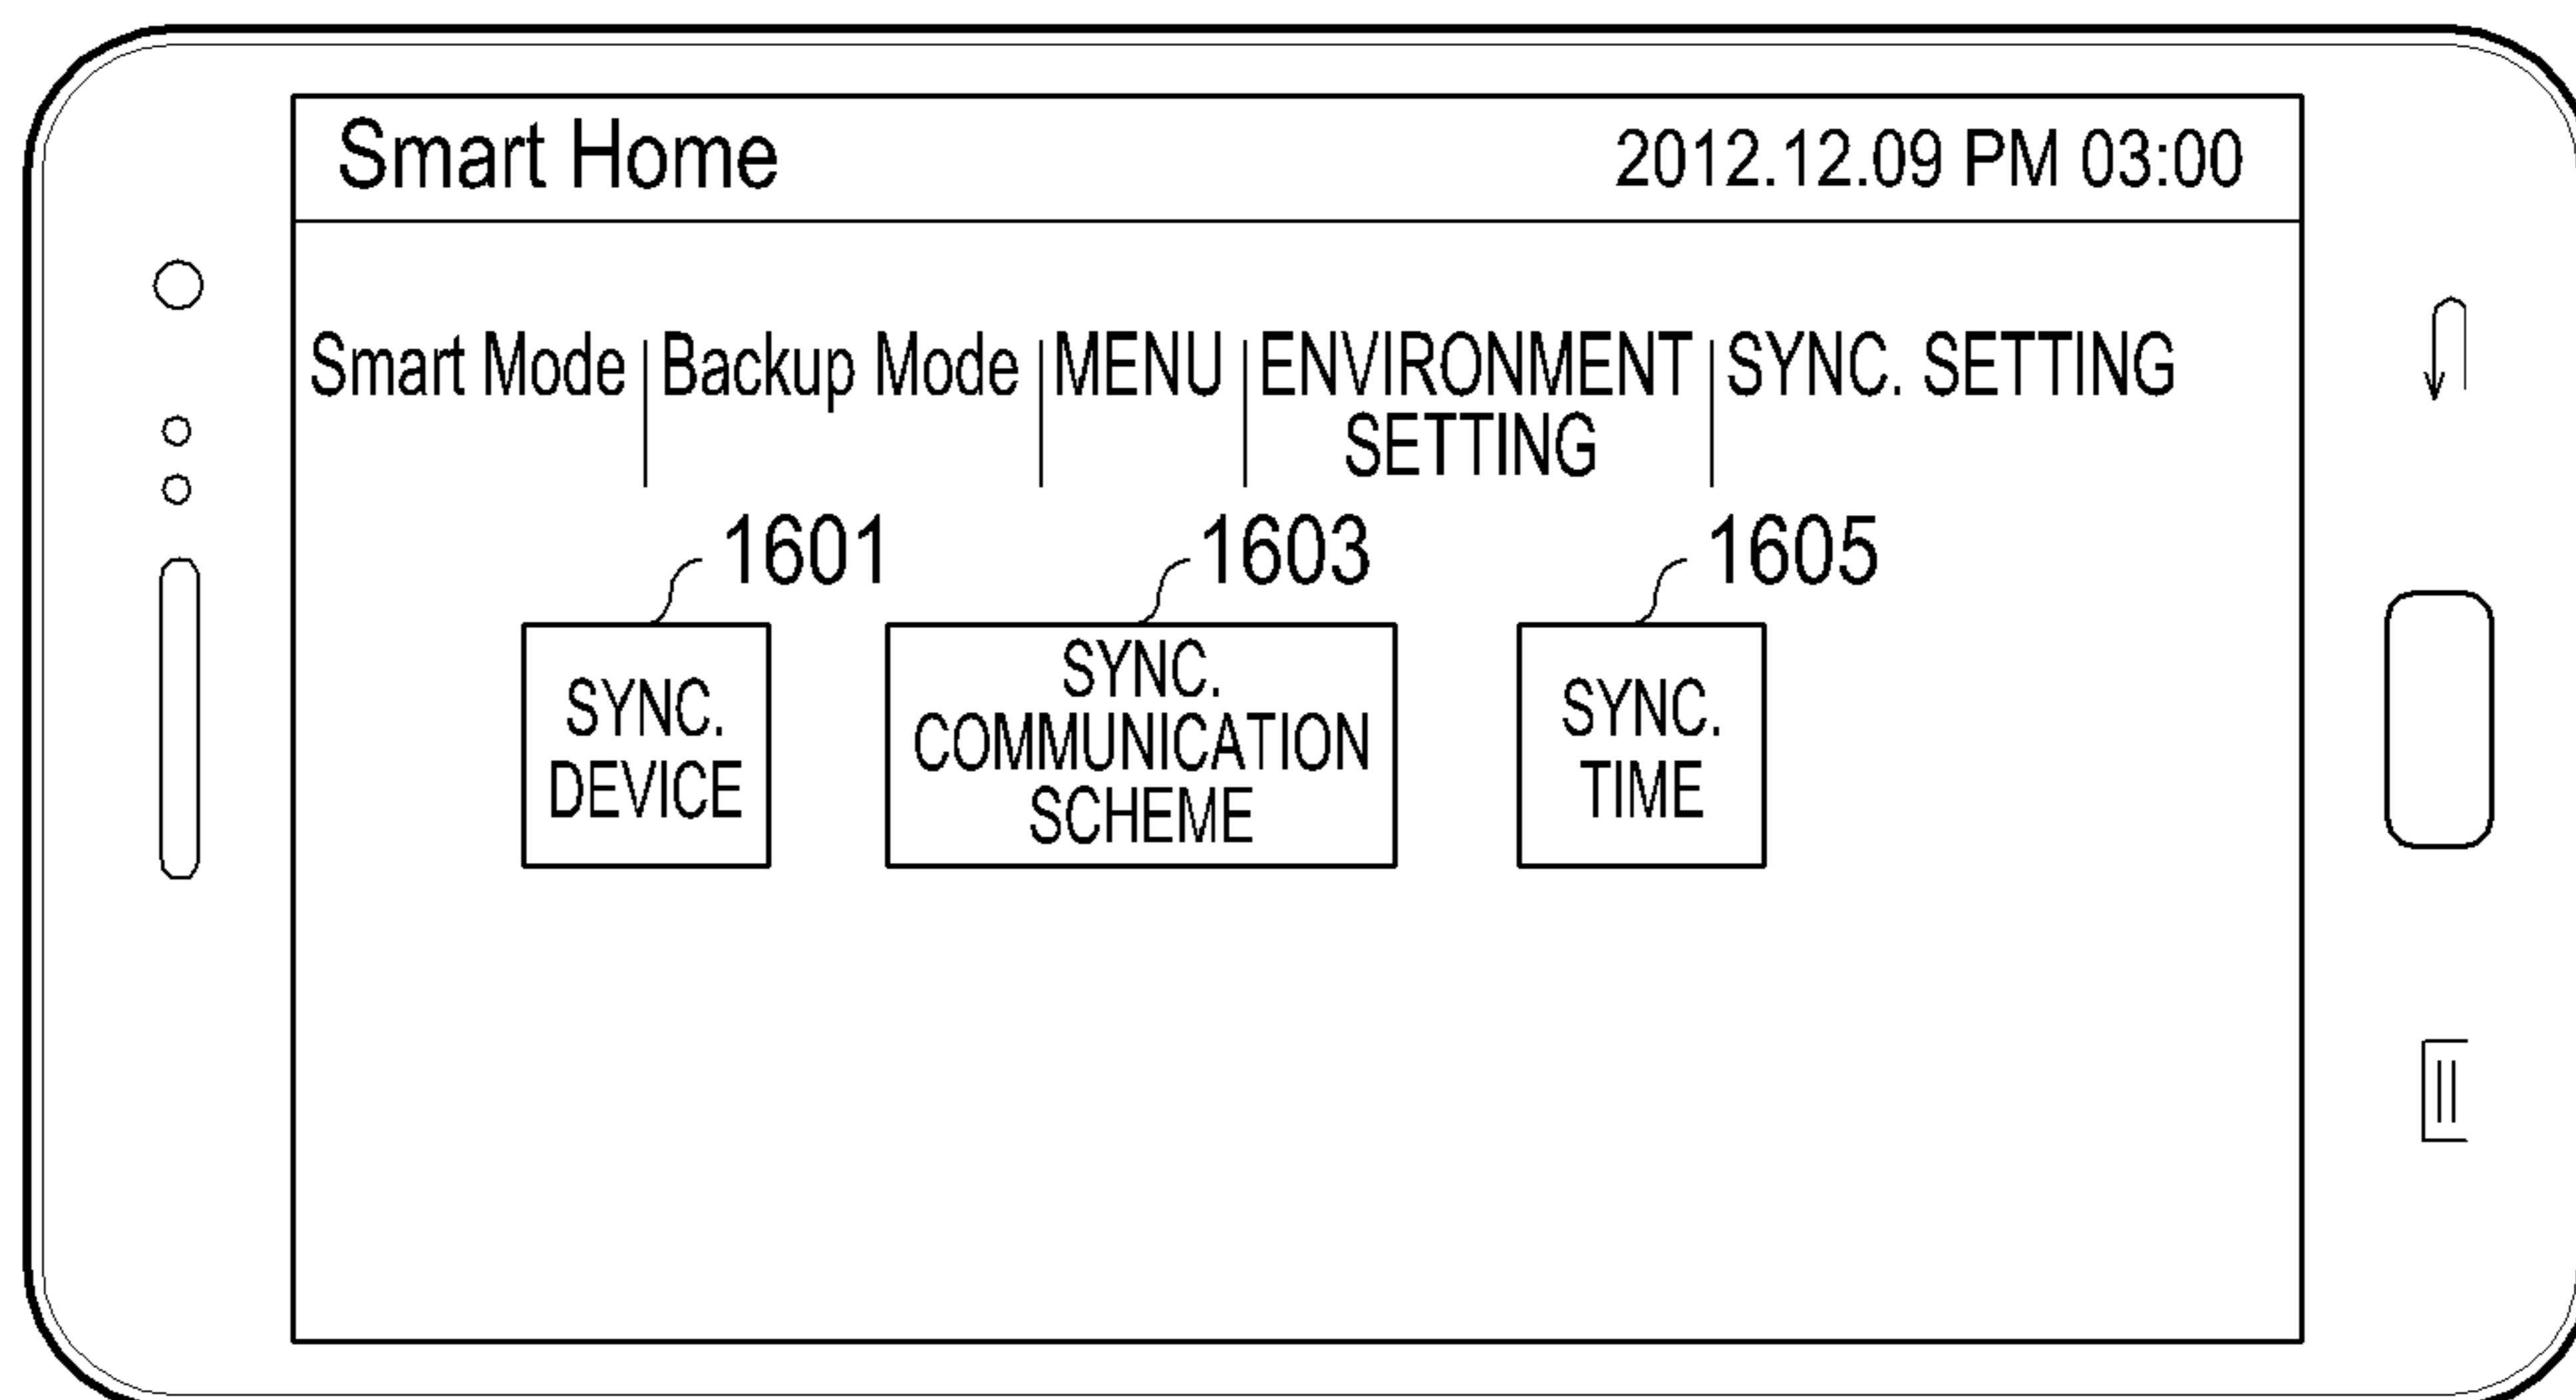 Smart Home 2012.12.09 PM 03:00
Smart Mode Backup Mode MENU ENVIRONMENT SYNC. SETTING
SETTING
1601 1603 1605
SYNC.
DEVICE
SYNC.
COMMUNICATION
SCHEME
SYNC.
TIME